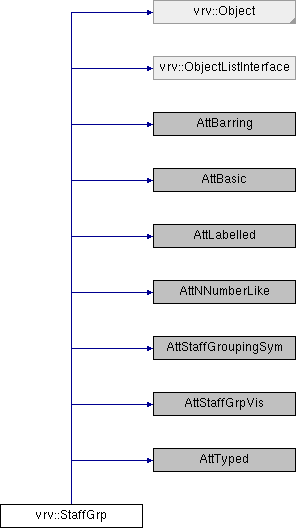 vrv::Object
vrv::ObjectListInterface
AttBarring
AttBasic
AttLabelled
AttNNumberLike
AttStaffGroupingSym
AttStaffGrpVis
AttTyped
vrv::StaffGrp